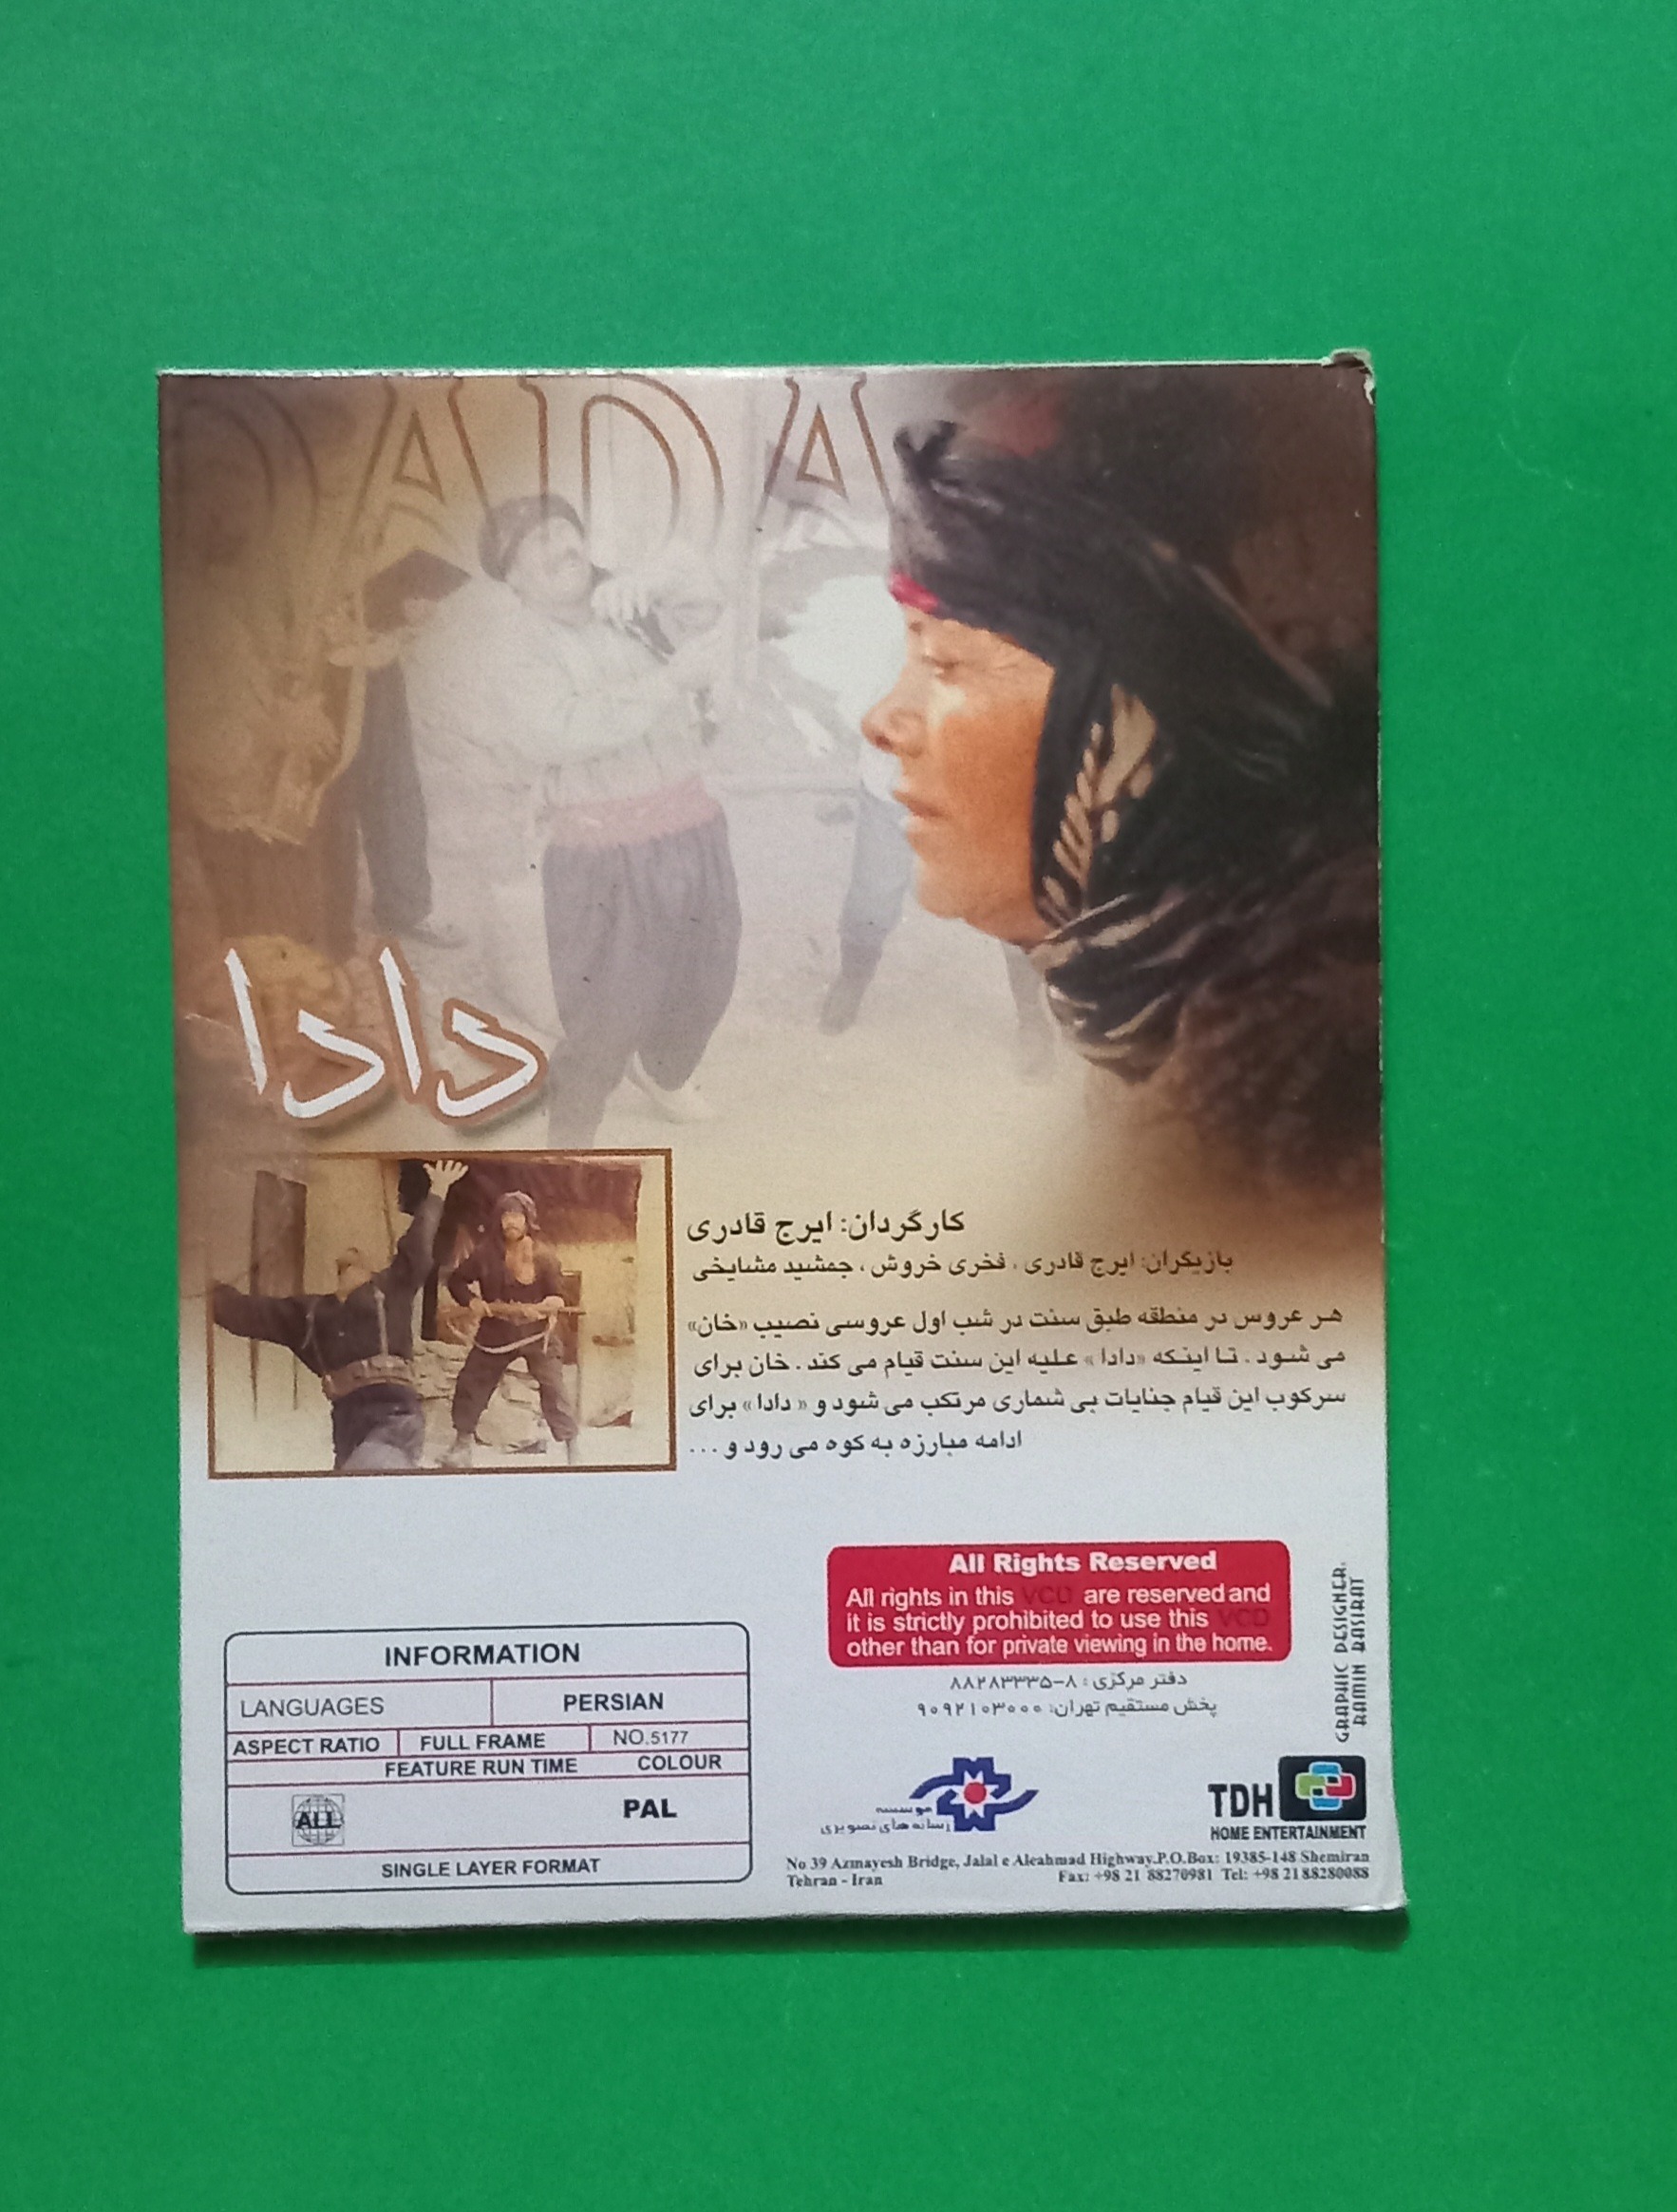 DADA
دادا
کارگردان: ایرج قادری
بازیگران: ایرج قادری ، فخری خروش ، جمشید مشایخی
هر عروس در منطقه طبق سنت در شب اول عروسی نصیب «خان»
می شود . تا اینکه «دادا» علیه این سنت قیام می کند . خان برای
سرکوب این قیام جنایات بی شماری مرتکب می شود و « دادا » برای
ادامه مبارزه به کوه می رود و ...
All Rights Reserved
All rights in this VCD are reserved and
it is strictly prohibited to use this VCD
other than for private viewing in the home.
دفتر مرکزی : ۸-۸۸۲۸۳۳۳۵
پخش مستقیم تهران: ۹۰۹۲۱۰۳۰۰۰
GRAPHIC DESIGNER:
RAMIN BASIRAT
INFORMATION
LANGUAGES PERSIAN
ASPECT RATIO FULL FRAME NO.5177
FEATURE RUN TIME COLOUR
ALL PAL
SINGLE LAYER FORMAT
موسسه
رسانه های تصویری
TDH
HOME ENTERTAINMENT
No 39 Azmayesh Bridge, Jalal e Aleahmad Highway.P.O.Box: 19385-148 Shemiran
Tehran - Iran Fax: +98 21 88270981 Tel: +98 21 88280088